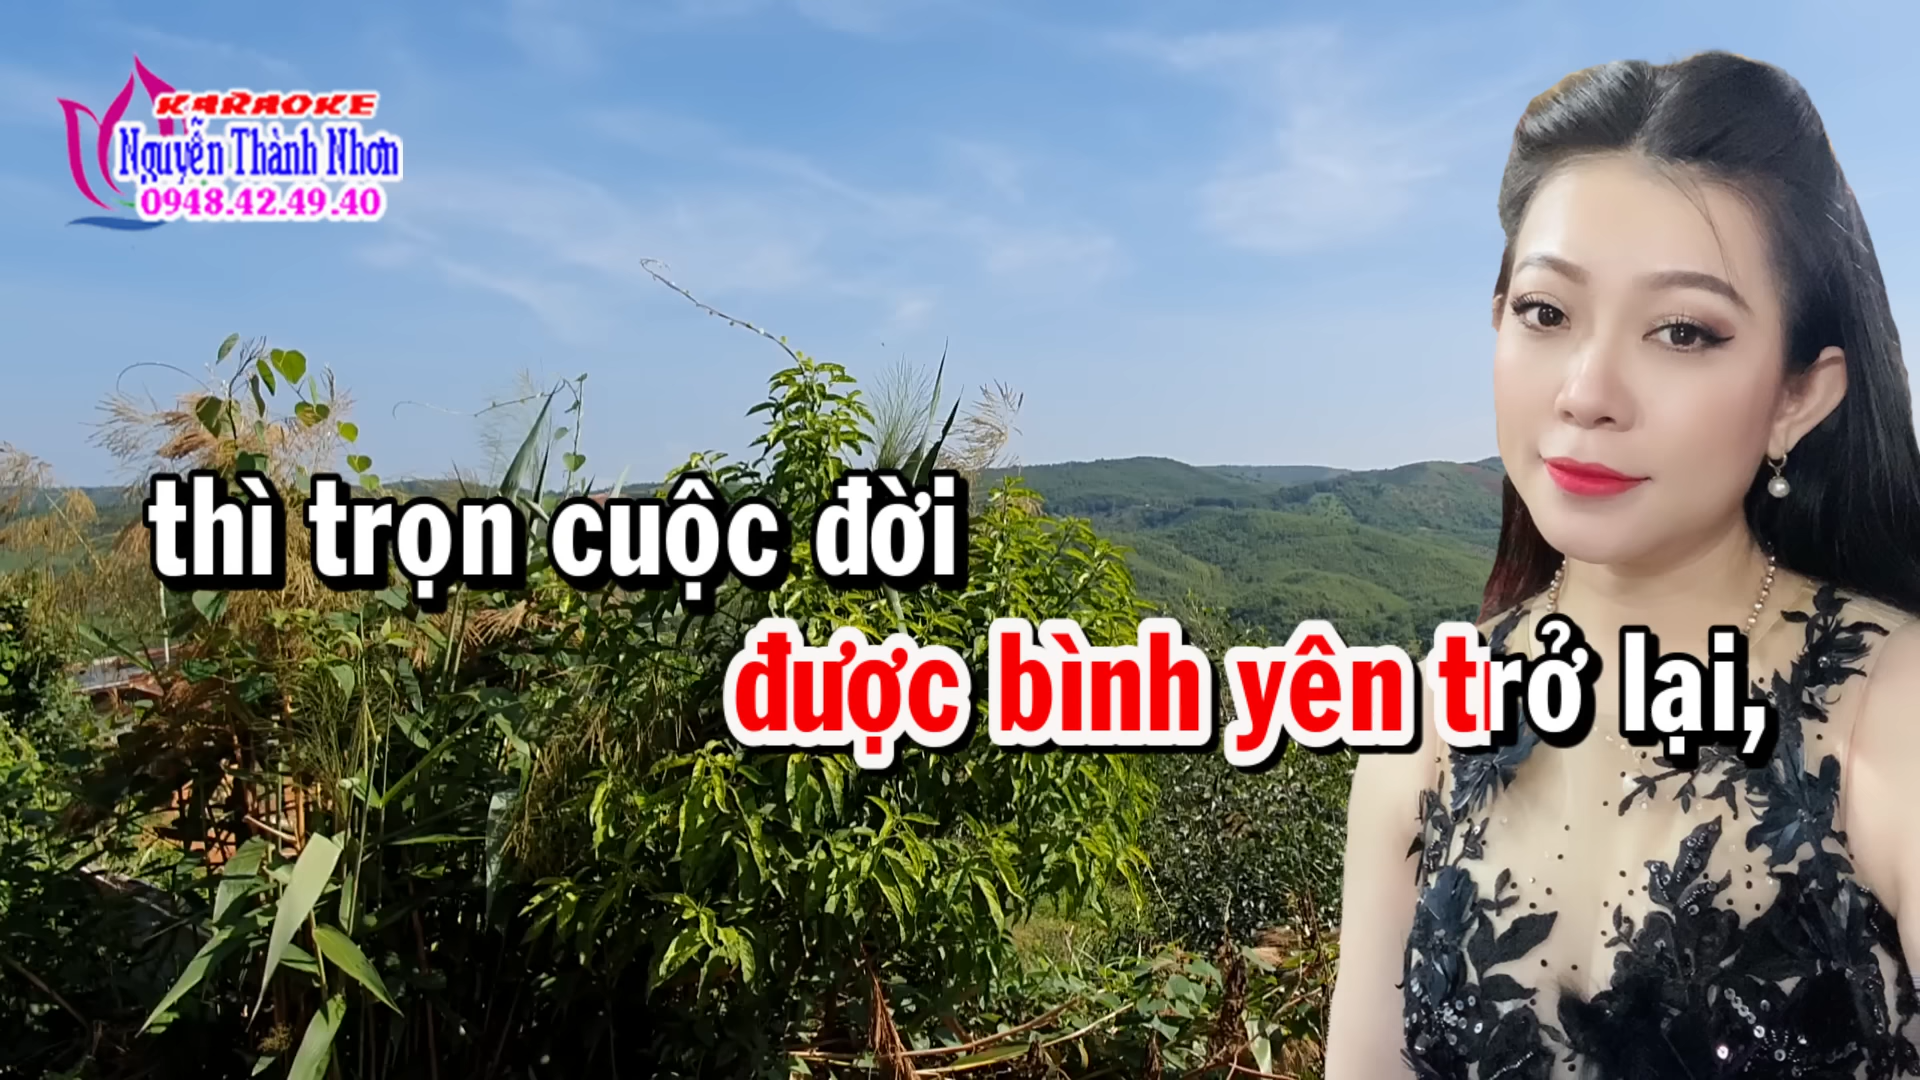 KARAOKE
Nguyễn Thành Nhơn
0948.42.49.40
thì trọn cuộc đời
được bình yên trở lại,